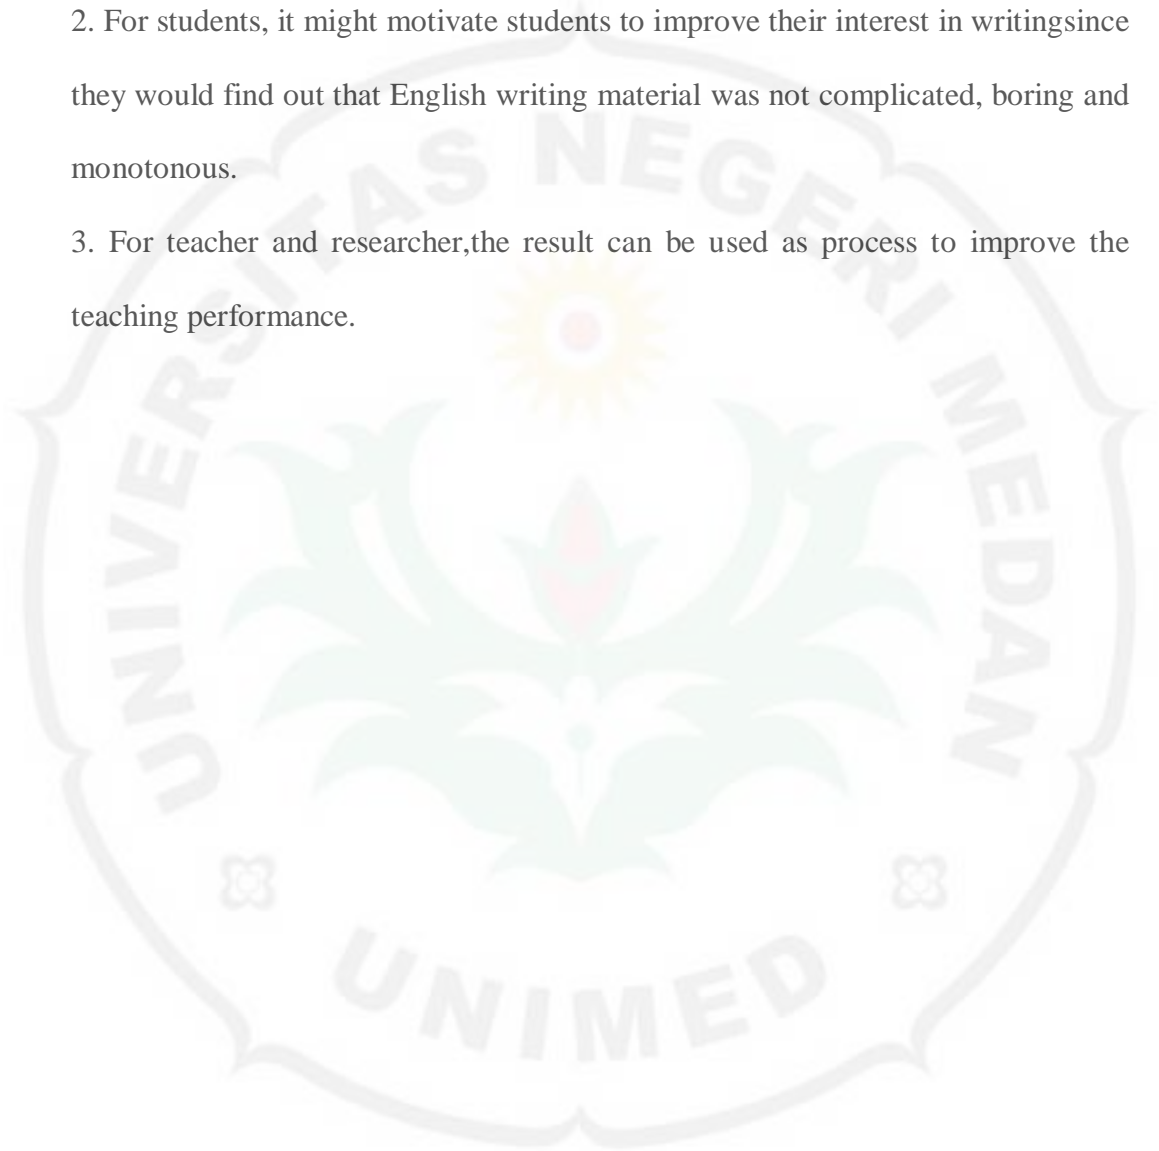 2. For students, it might motivate students to improve their interest in writingsince
they would find out that English writing material was not complicated, boring and
monotonous.
3. For teacher and researcher,the result can be used as process to improve the
teaching performance.
UNIVERSITAS NEGERI MEDAN
UNIMED